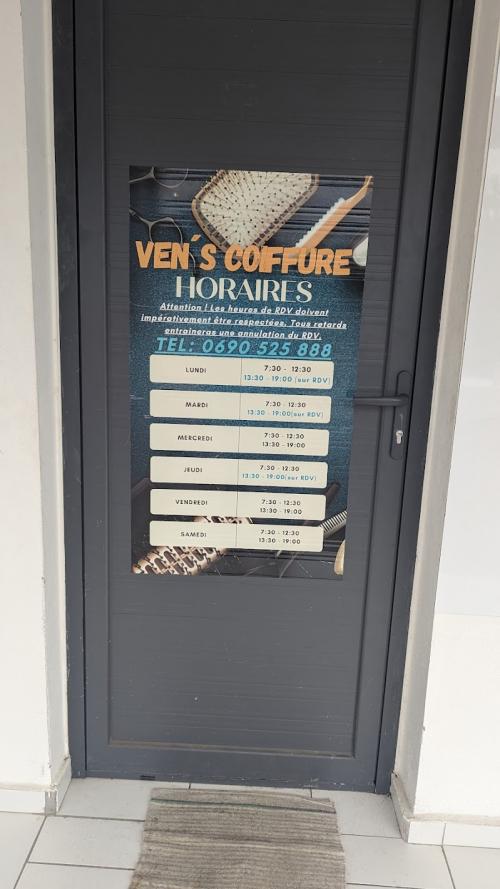 VEN´S COIFFURE
HORAIRES
Attention ! Les heures de RDV doivent
impérativement être respectées. Tous retards
entraineras une annulation du RDV.
TEL: 0690 525 888
LUNDI
7:30 - 12:30
13:30 - 19:00 (sur RDV)
MARDI
7:30 - 12:30
13:30 - 19:00(sur RDV)
MERCREDI
7:30 - 12:30
13:30 - 19:00
JEUDI
7:30 - 12:30
13:30 - 19:00(sur RDV)
VENDREDI
7:30 - 12:30
13:30 - 19:00
SAMEDI
7:30 - 12:30
13:30 - 19:00